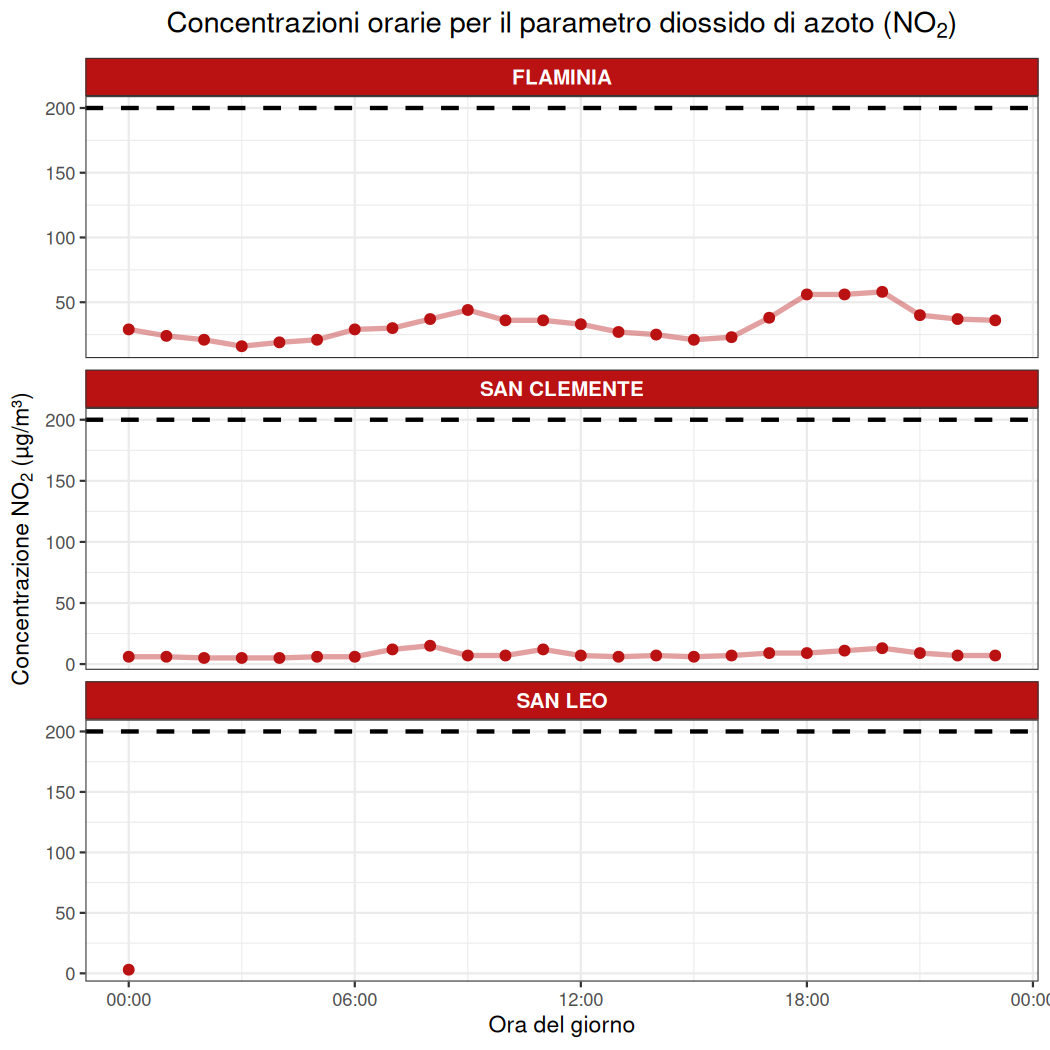 Concentrazioni orarie per il parametro diossido di azoto (NO₂)
FLAMINIA
200
150
100
50
SAN CLEMENTE
200
150
100
50
0
SAN LEO
200
150
100
50
0
00:00 06:00 12:00 18:00 00:00
Ora del giorno
Concentrazione NO₂ (µg/m³)